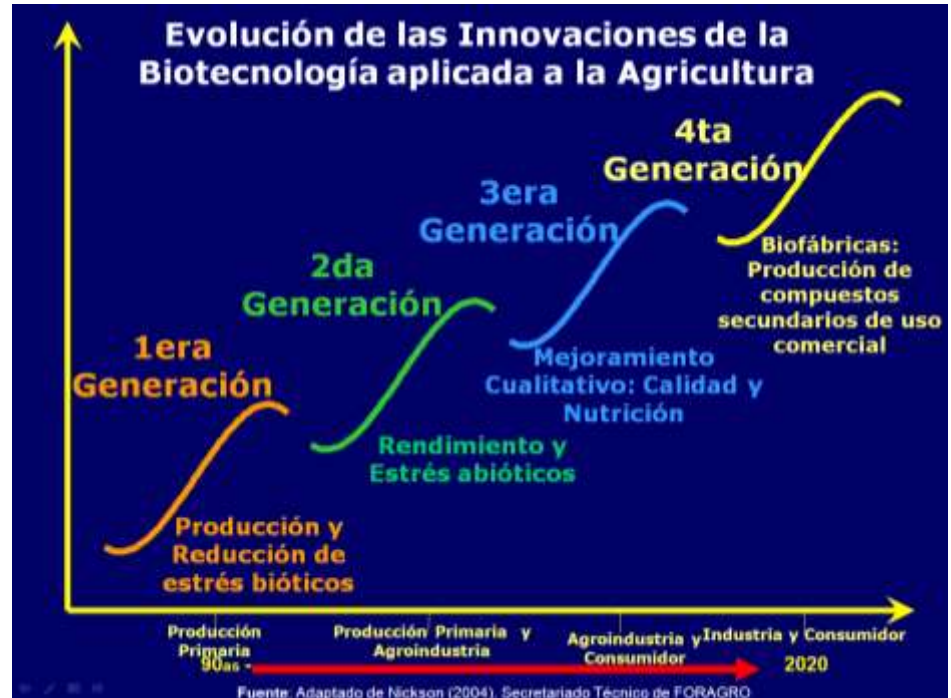 Evolución de las Innovaciones de la
Biotecnología aplicada a la Agricultura
4ta
Generación
3era
Generación
2da
Generación
1era
Generación
Biofábricas:
Producción de
compuestos
secundarios de uso
comercial
Mejoramiento
Cualitativo: Calidad y
Nutrición
Rendimiento y
Estrés abióticos
Producción y
Reducción de
estrés bióticos
Producción
Primaria
Producción Primaria y
Agroindustria
Agroindustria y
Consumidor
Industria y Consumidor
90as -
2020
Fuente: Adaptado de Nickson (2004). Secretariado Técnico de FORAGRO